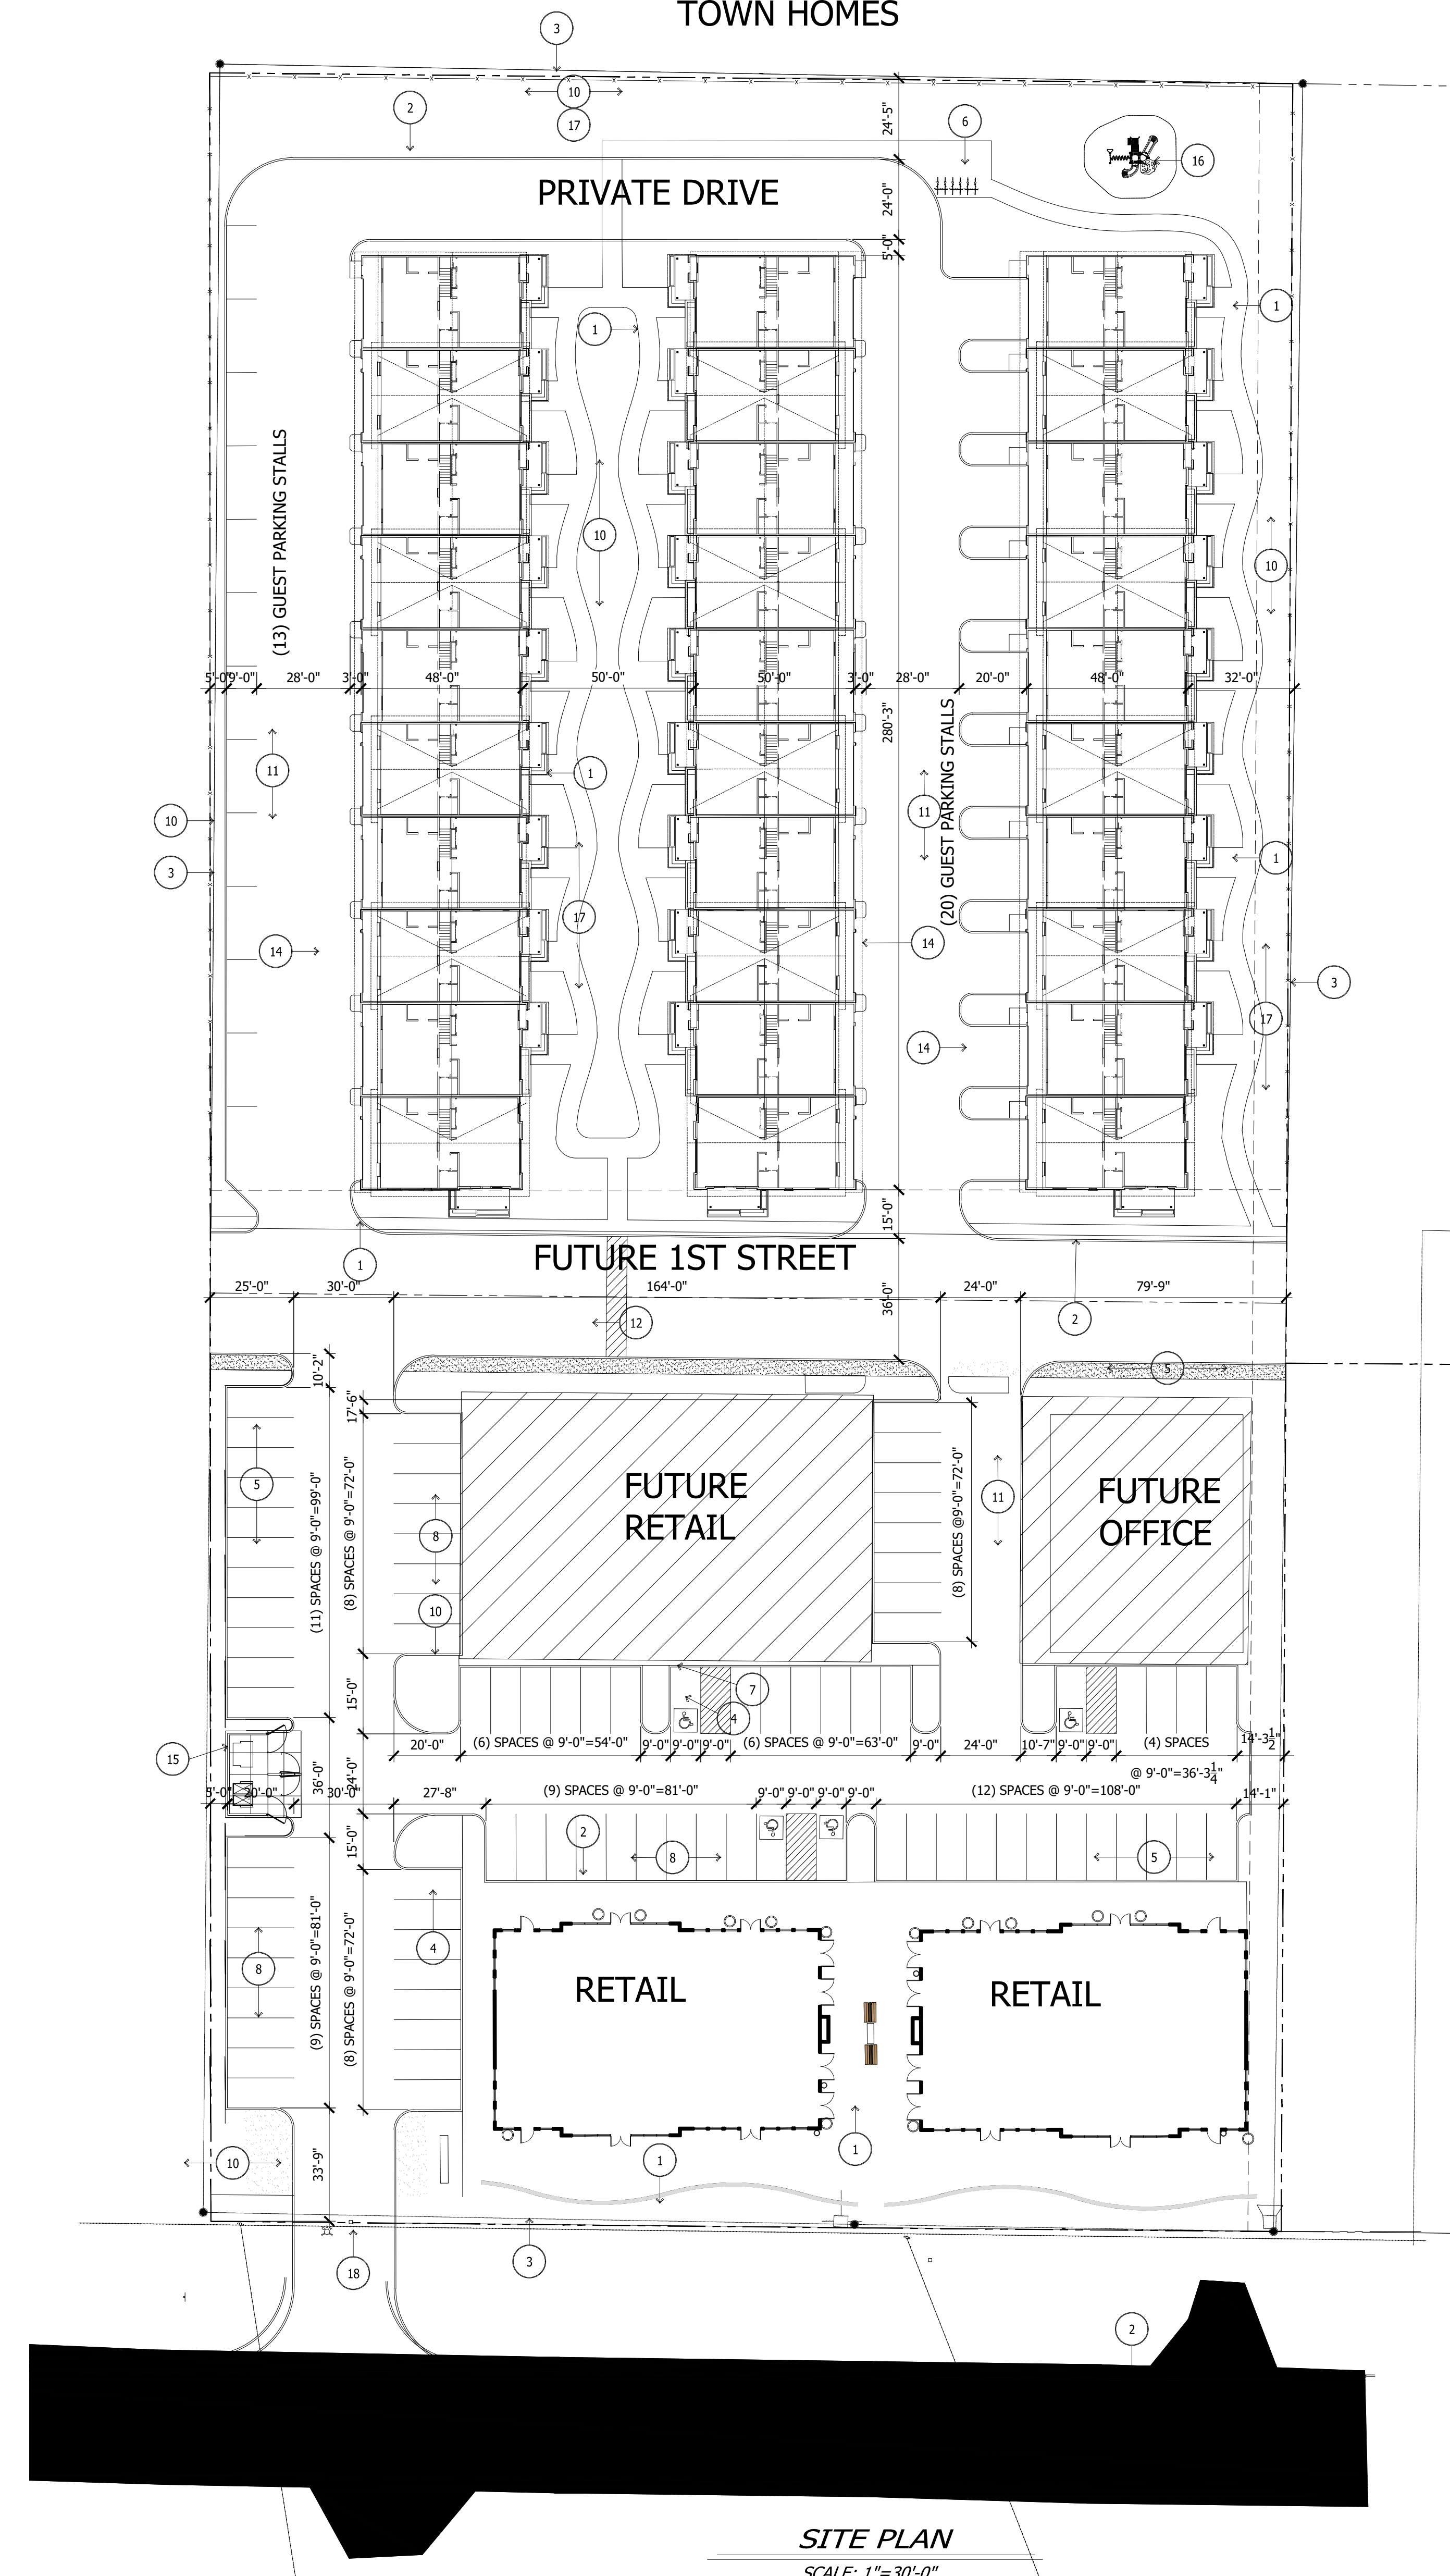 TOWN HOMES
3
10
17
2
6
16
24'-5"
PRIVATE DRIVE
24'-0"
5'-0"
1
1
(13) GUEST PARKING STALLS
10
10
5'-0" 9'-0" 28'-0" 3'-0" 48'-0" 50'-0" 50'-0" 3'-0" 28'-0" 20'-0" 48'-0" 32'-0"
280'-3"
(20) GUEST PARKING STALLS
11
1
11
10
3
1
17
14
14
3
14
17
15'-0"
FUTURE 1ST STREET
1
25'-0" 30'-0" 164'-0" 24'-0" 79'-9"
36'-0"
12
2
10'-2"
5
17'-6"
5
(11) SPACES @ 9'-0"=99'-0"
(8) SPACES @ 9'-0"=72'-0"
8
10
FUTURE
RETAIL
(8) SPACES @9'-0"=72'-0"
11
FUTURE
OFFICE
15'-0"
7
4
15
20'-0" (6) SPACES @ 9'-0"=54'-0" 9'-0" 9'-0" 9'-0" (6) SPACES @ 9'-0"=63'-0" 9'-0" 24'-0" 10'-7" 9'-0" 9'-0" (4) SPACES 14'-3 1/2"
@ 9'-0"=36'-3 1/4"
36'-0"
24'-0"
5'-0" 20'-0" 30'-0" 27'-8" (9) SPACES @ 9'-0"=81'-0" 9'-0" 9'-0" 9'-0" 9'-0" (12) SPACES @ 9'-0"=108'-0" 14'-1"
15'-0"
2
8
5
(9) SPACES @ 9'-0"=81'-0"
(8) SPACES @ 9'-0"=72'-0"
8
4
RETAIL
RETAIL
10
33'-9"
1
1
18
3
2
SITE PLAN
SCALE: 1"=30'-0"